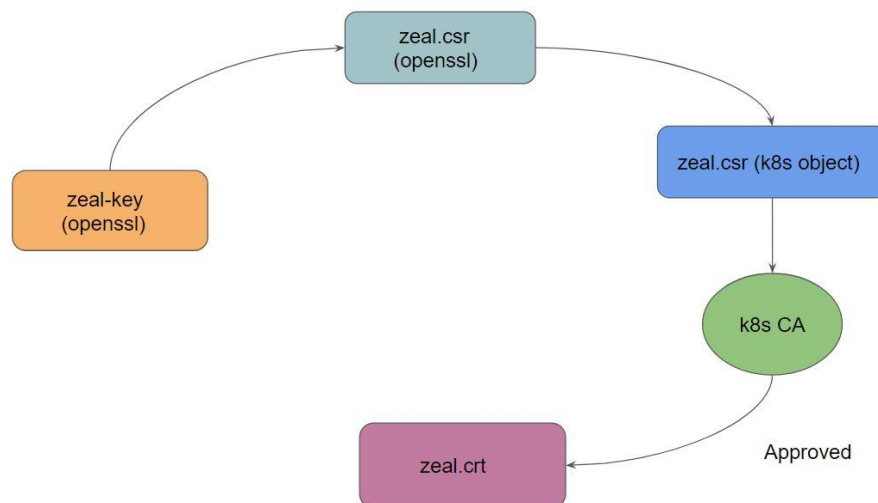 zeal.csr
(openssl)
zeal.csr (k8s object)
zeal-key
(openssl)
k8s CA
Approved
zeal.crt